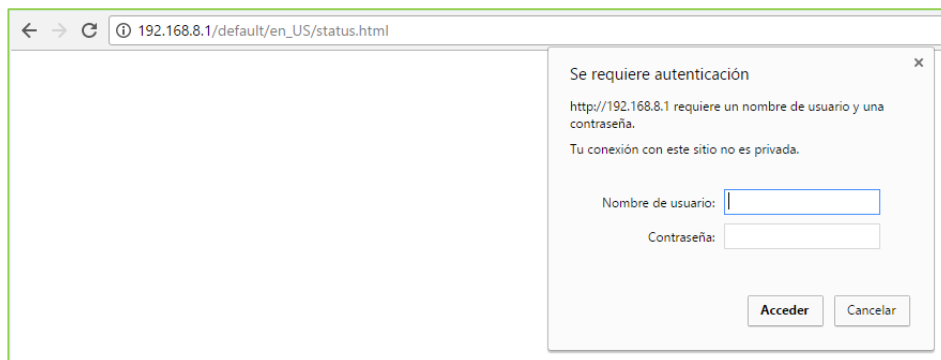 192.168.8.1/default/en_US/status.html
Se requiere autenticación
http://192.168.8.1 requiere un nombre de usuario y una
contraseña.
Tu conexión con este sitio no es privada.
Nombre de usuario:
Contraseña:
Acceder Cancelar